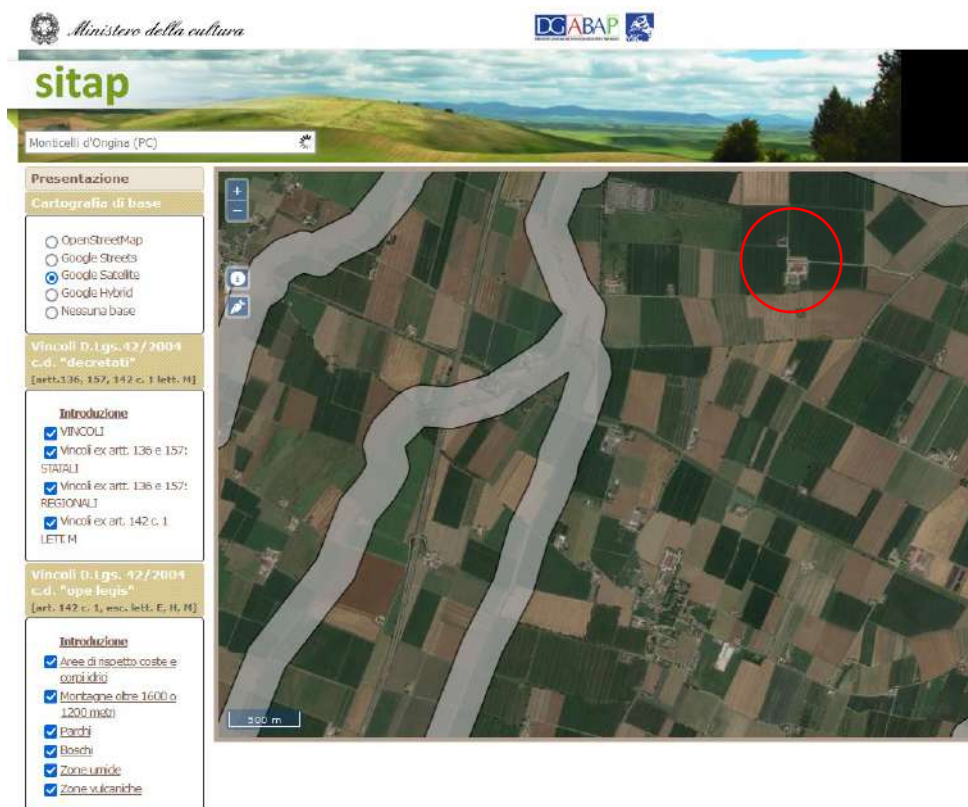 Ministero della cultura
DGABAP
sitap
Monticelli d'Ongina (PC)
Presentazione
Cartografia di base
OpenStreetMap
Google Streets
Google Satellite
Google Hybrid
Nessuna base
Vincoli D.Lgs.42/2004
c.d. "decretati"
[artt.136, 157, 142 c. 1 lett. M]
Introduzione
VINCOLI
Vincoli ex artt. 136 e 157:
STATALI
Vincoli ex artt. 136 e 157:
REGIONALI
Vincoli ex art. 142 c. 1
LETT. M
Vincoli D.Lgs. 42/2004
c.d. "ope legis"
[art. 142 c. 1, esc. lett. E, H, M]
Introduzione
Aree di rispetto coste e
corpi idrici
Montagne oltre 1600 o
1200 metri
Parchi
Boschi
Zone umide
Zone vulcaniche
+
−
i
500 m